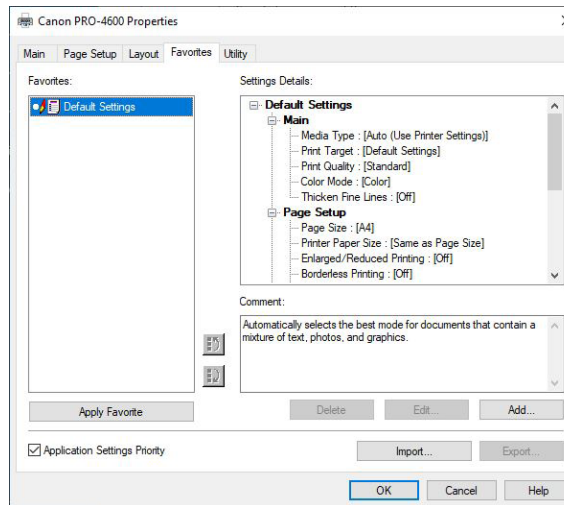 Canon PRO-4600 Properties
Main Page Setup Layout Favorites Utility
Favorites:
Default Settings
Apply Favorite
Settings Details:
Default Settings
Main
Media Type : [Auto (Use Printer Settings)]
Print Target : [Default Settings]
Print Quality : [Standard]
Color Mode : [Color]
Thicken Fine Lines : [Off]
Page Setup
Page Size : [A4]
Printer Paper Size : [Same as Page Size]
Enlarged/Reduced Printing : [Off]
Borderless Printing : [Off]
Comment:
Automatically selects the best mode for documents that contain a
mixture of text, photos, and graphics.
Delete Edit... Add...
Application Settings Priority
Import... Export...
OK Cancel Help